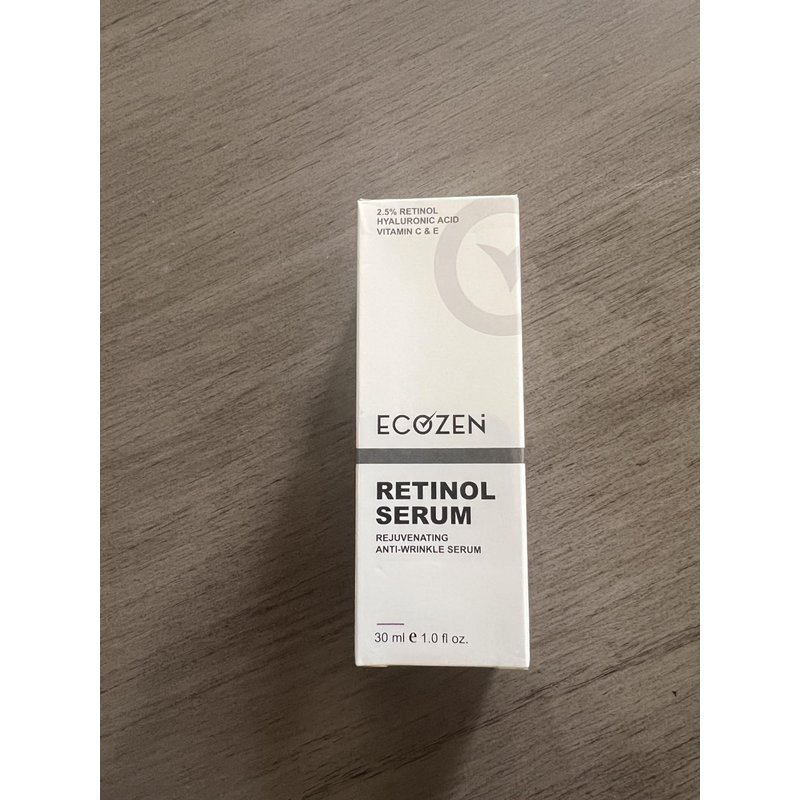 2.5% RETINOL
HYALURONIC ACID
VITAMIN C & E
ECOZEN
RETINOL
SERUM
REJUVENATING
ANTI-WRINKLE SERUM
30 ml e 1.0 fl oz.